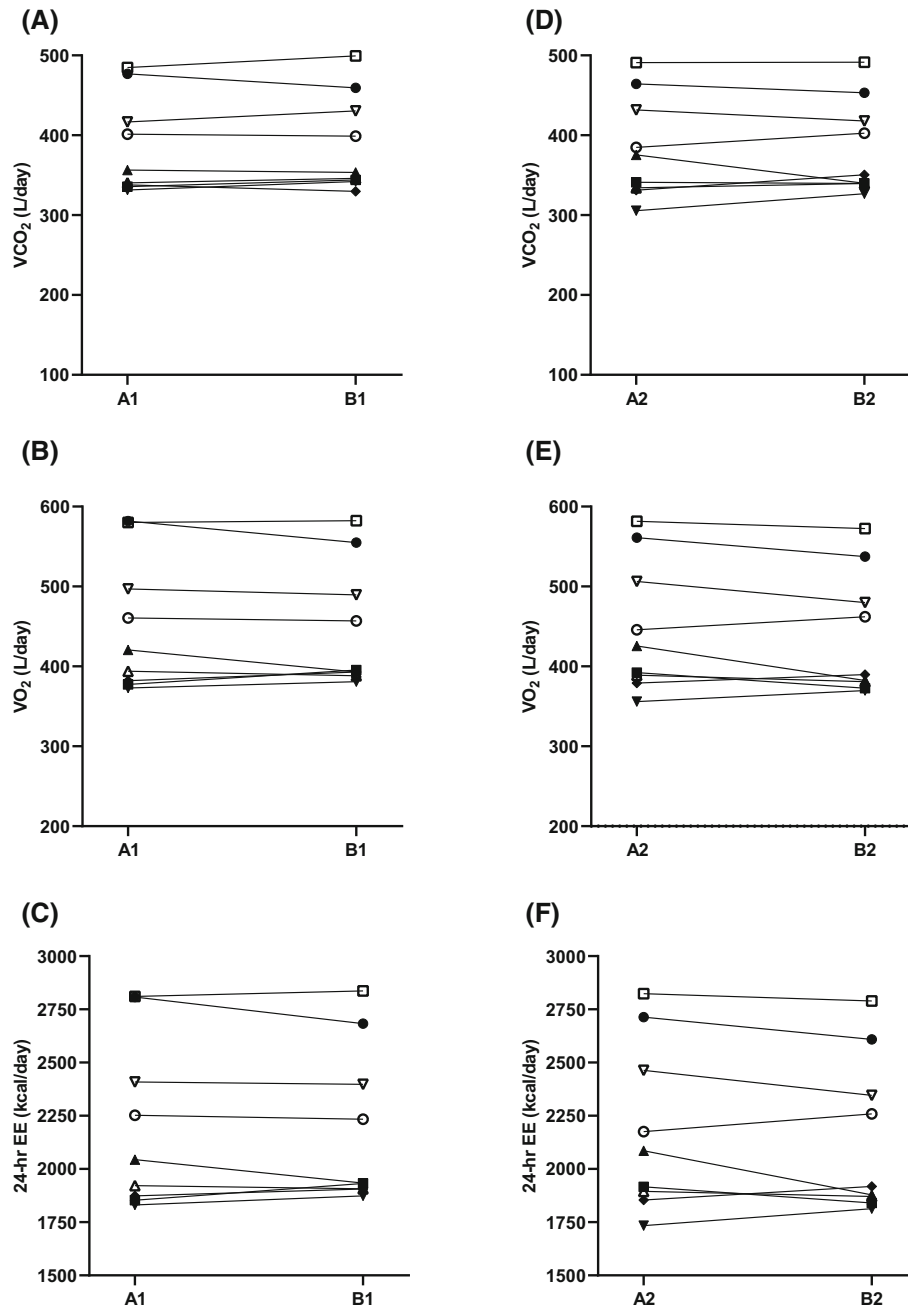 (A)
500
400
300
200
100
VCO₂ (L/day)
A1 B1
(D)
500
400
300
200
100
VCO₂ (L/day)
A2 B2
(B)
600
500
400
300
200
VO₂ (L/day)
A1 B1
(E)
600
500
400
300
200
VO₂ (L/day)
A2 B2
(C)
3000
2750
2500
2250
2000
1750
1500
24-hr EE (kcal/day)
A1 B1
(F)
3000
2750
2500
2250
2000
1750
1500
24-hr EE (kcal/day)
A2 B2